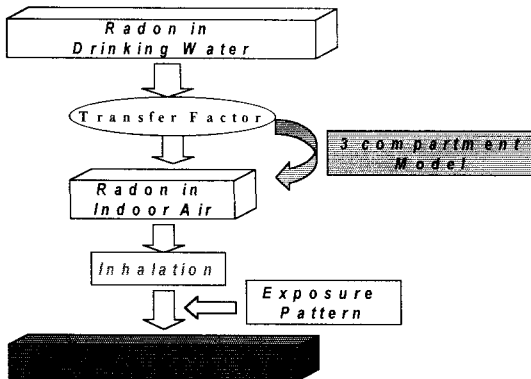 Radon in
Drinking Water
Transfer Factor
3 compartment
Model
Radon in
Indoor Air
Inhalation
Exposure
Pattern